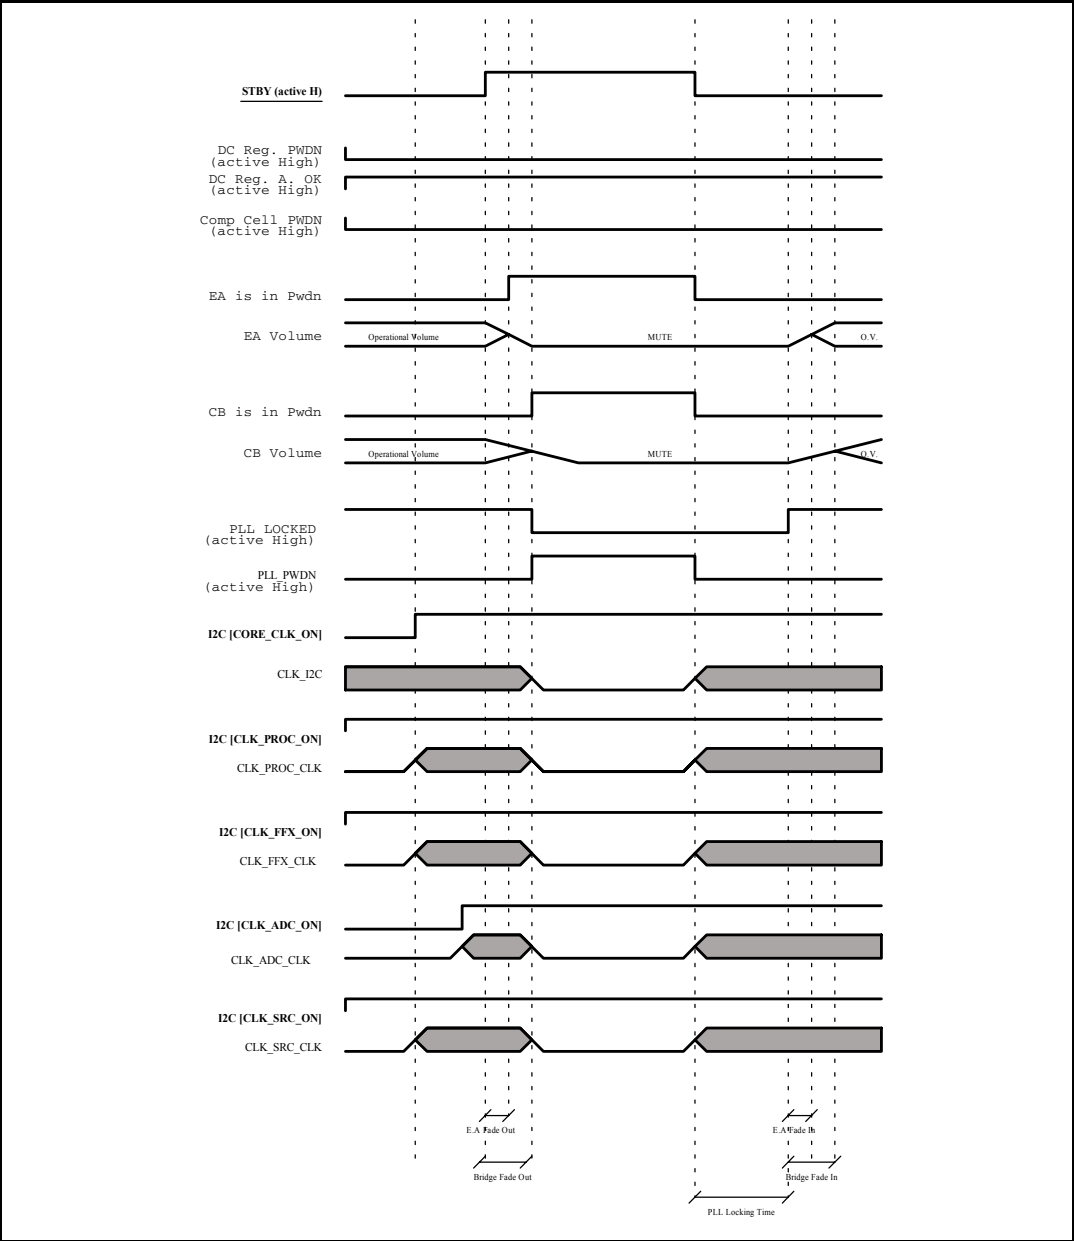 STBY (active H)
DC Reg. PWDN
(active High)
DC Reg. A. OK
(active High)
Comp Cell PWDN
(active High)
EA is in Pwdn
EA Volume
Operational Volume
MUTE
O.V.
CB is in Pwdn
CB Volume
Operational Volume
MUTE
O.V.
PLL LOCKED
(active High)
PLL_PWDN
(active High)
I2C [CORE_CLK_ON]
CLK_I2C
I2C [CLK_PROC_ON]
CLK_PROC_CLK
I2C [CLK_FFX_ON]
CLK_FFX_CLK
I2C [CLK_ADC_ON]
CLK_ADC_CLK
I2C [CLK_SRC_ON]
CLK_SRC_CLK
E.A Fade Out
E.A Fade In
Bridge Fade Out
Bridge Fade In
PLL Locking Time